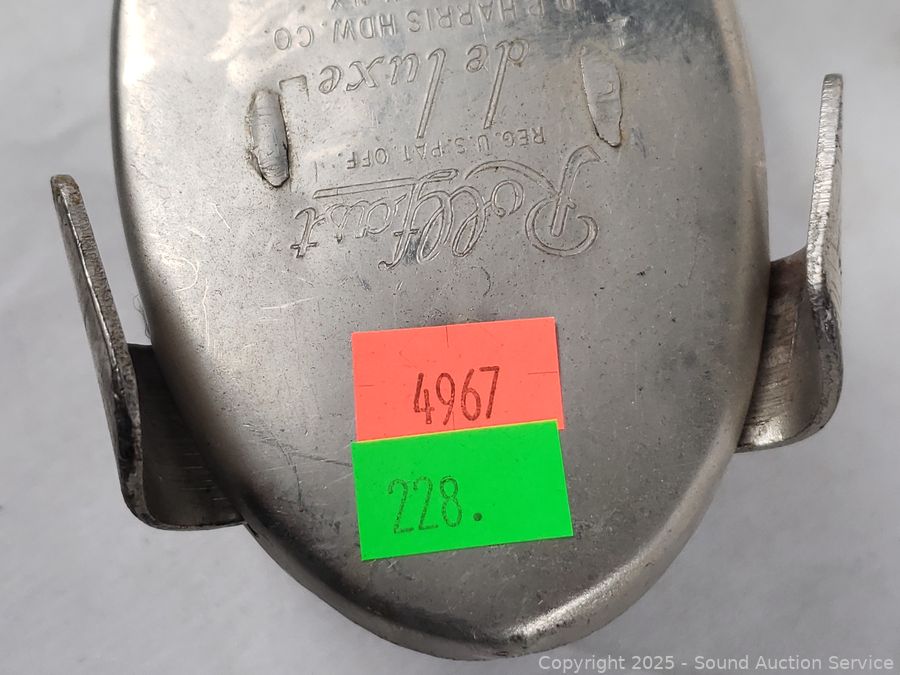 Rollfast
REG. U.S. PAT. OFF.
de luxe
D.P. HARRIS HDW. CO.
4967
228.
Copyright © 2025 - Sound Auction Service